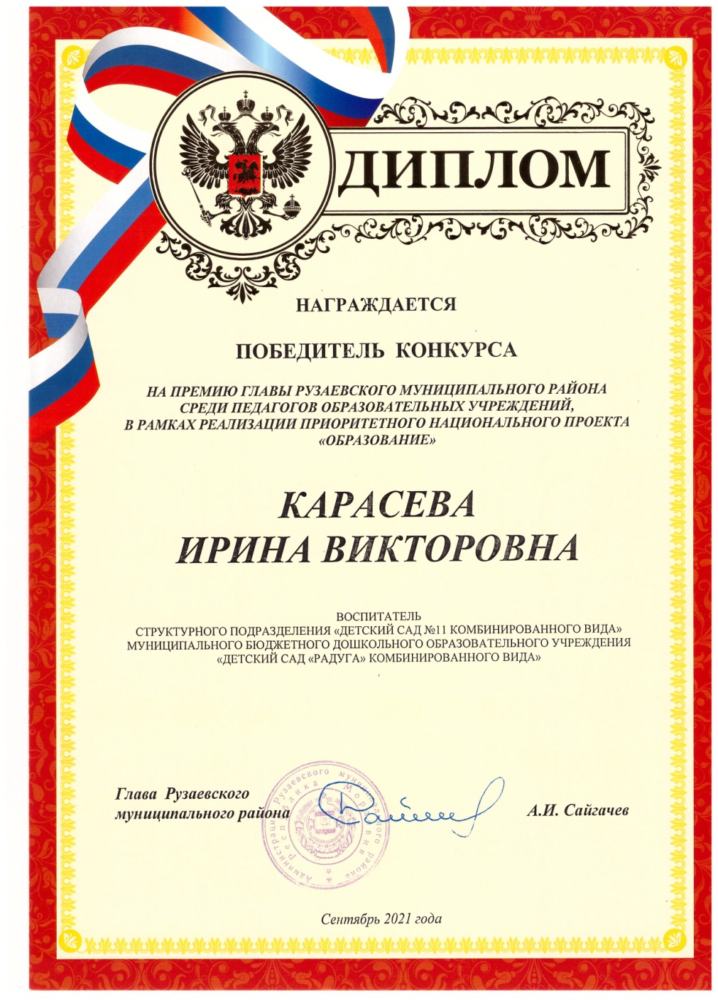 ДИПЛОМ
НАГРАЖДАЕТСЯ
ПОБЕДИТЕЛЬ КОНКУРСА
НА ПРЕМИЮ ГЛАВЫ РУЗАЕВСКОГО МУНИЦИПАЛЬНОГО РАЙОНА
СРЕДИ ПЕДАГОГОВ ОБРАЗОВАТЕЛЬНЫХ УЧРЕЖДЕНИЙ,
В РАМКАХ РЕАЛИЗАЦИИ ПРИОРИТЕТНОГО НАЦИОНАЛЬНОГО ПРОЕКТА
«ОБРАЗОВАНИЕ»
КАРАСЕВА
ИРИНА ВИКТОРОВНА
ВОСПИТАТЕЛЬ
СТРУКТУРНОГО ПОДРАЗДЕЛЕНИЯ «ДЕТСКИЙ САД №11 КОМБИНИРОВАННОГО ВИДА»
МУНИЦИПАЛЬНОГО БЮДЖЕТНОГО ДОШКОЛЬНОГО ОБРАЗОВАТЕЛЬНОГО УЧРЕЖДЕНИЯ
«ДЕТСКИЙ САД «РАДУГА» КОМБИНИРОВАННОГО ВИДА»
Глава Рузаевского
муниципального района
А.И. Сайгачев
Администрация Рузаевского муниципального района
Республика Мордовия
Сентябрь 2021 года